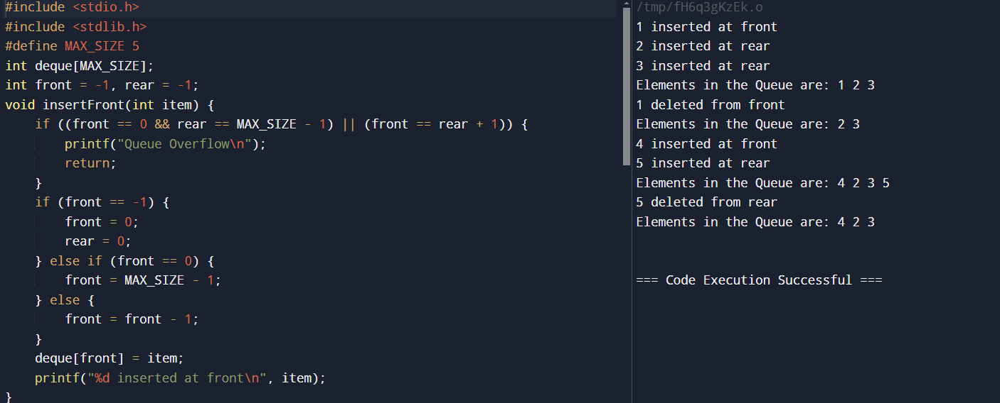 #include <stdio.h>
#include <stdlib.h>
#define MAX_SIZE 5
int deque[MAX_SIZE];
int front = -1, rear = -1;
void insertFront(int item) {
    if ((front == 0 && rear == MAX_SIZE - 1) || (front == rear + 1)) {
        printf("Queue Overflow\n");
        return;
    }
    if (front == -1) {
        front = 0;
        rear = 0;
    } else if (front == 0) {
        front = MAX_SIZE - 1;
    } else {
        front = front - 1;
    }
    deque[front] = item;
    printf("%d inserted at front\n", item);
}
/tmp/fH6q3gKzEk.o
1 inserted at front
2 inserted at rear
3 inserted at rear
Elements in the Queue are: 1 2 3
1 deleted from front
Elements in the Queue are: 2 3
4 inserted at front
5 inserted at rear
Elements in the Queue are: 4 2 3 5
5 deleted from rear
Elements in the Queue are: 4 2 3
=== Code Execution Successful ===